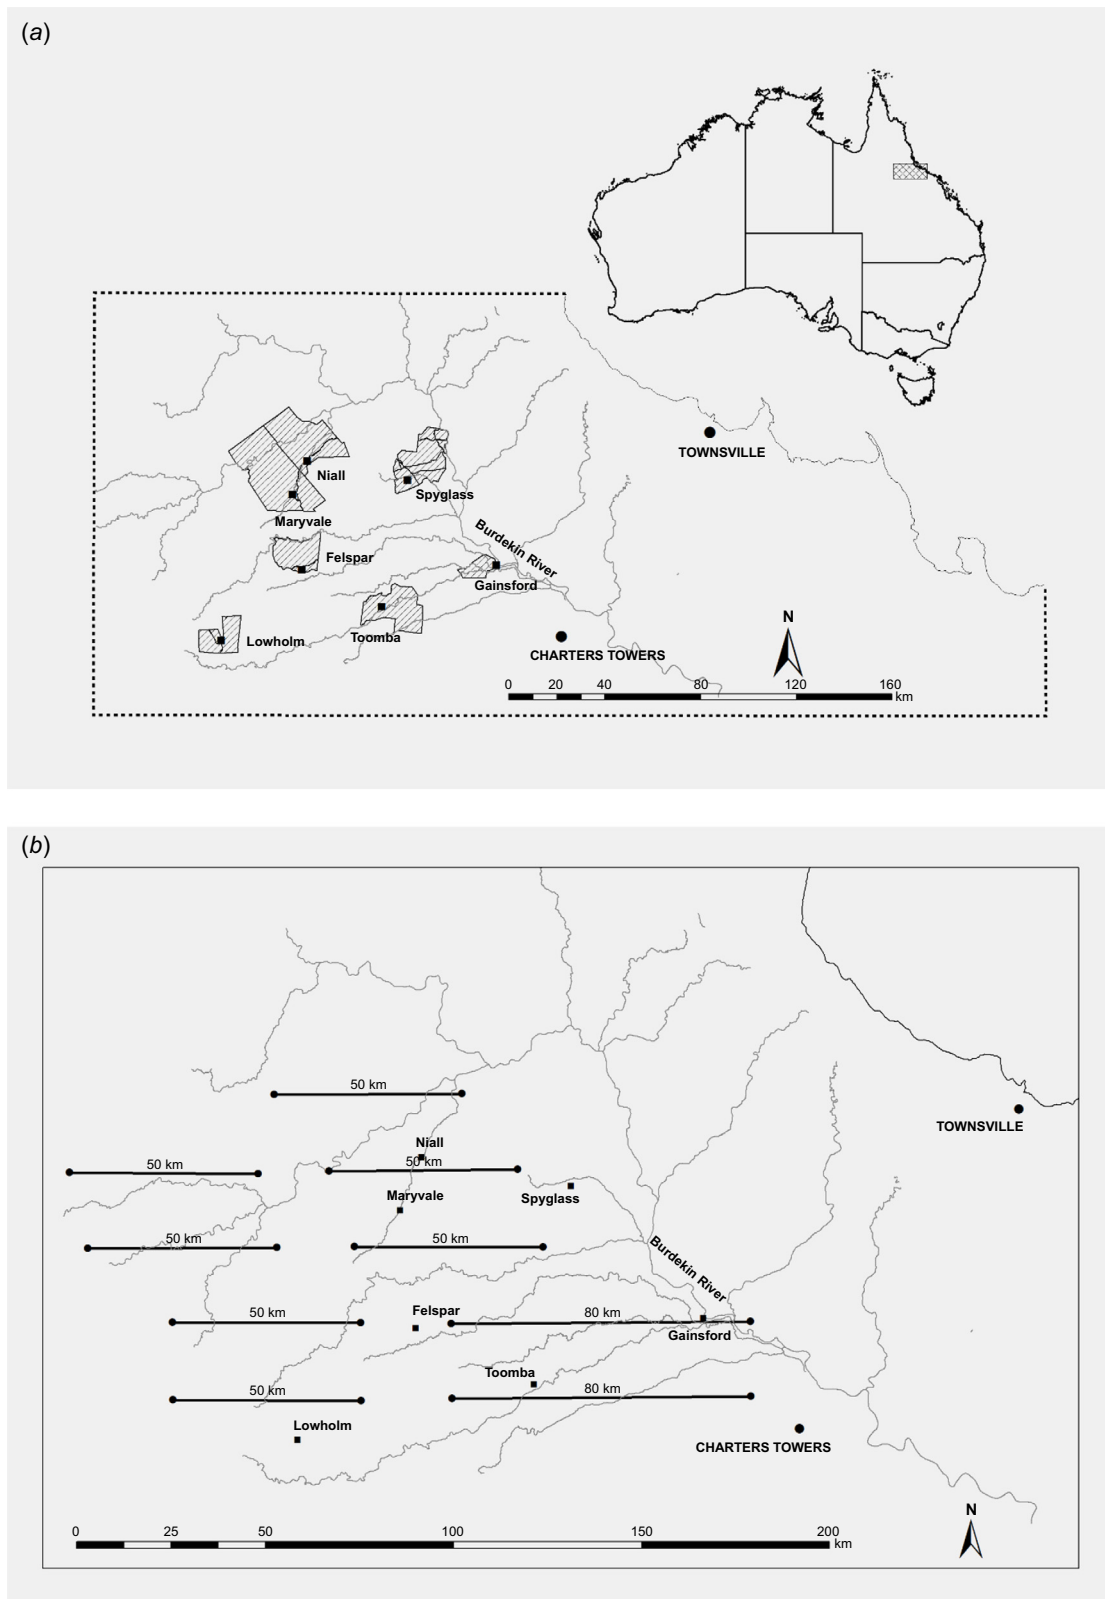 (a)
TOWNSVILLE
Niall
Spyglass
Maryvale
Burdekin River
Felspar
Gainsford
Toomba
Lowholm
CHARTERS TOWERS
N
0 20 40 80 120 160
km
(b)
50 km
TOWNSVILLE
Niall
50 km
50 km
Maryvale
Spyglass
50 km
50 km
Burdekin River
Felspar
50 km
80 km
Gainsford
Toomba
50 km
80 km
Lowholm
CHARTERS TOWERS
N
0 25 50 100 150 200
km